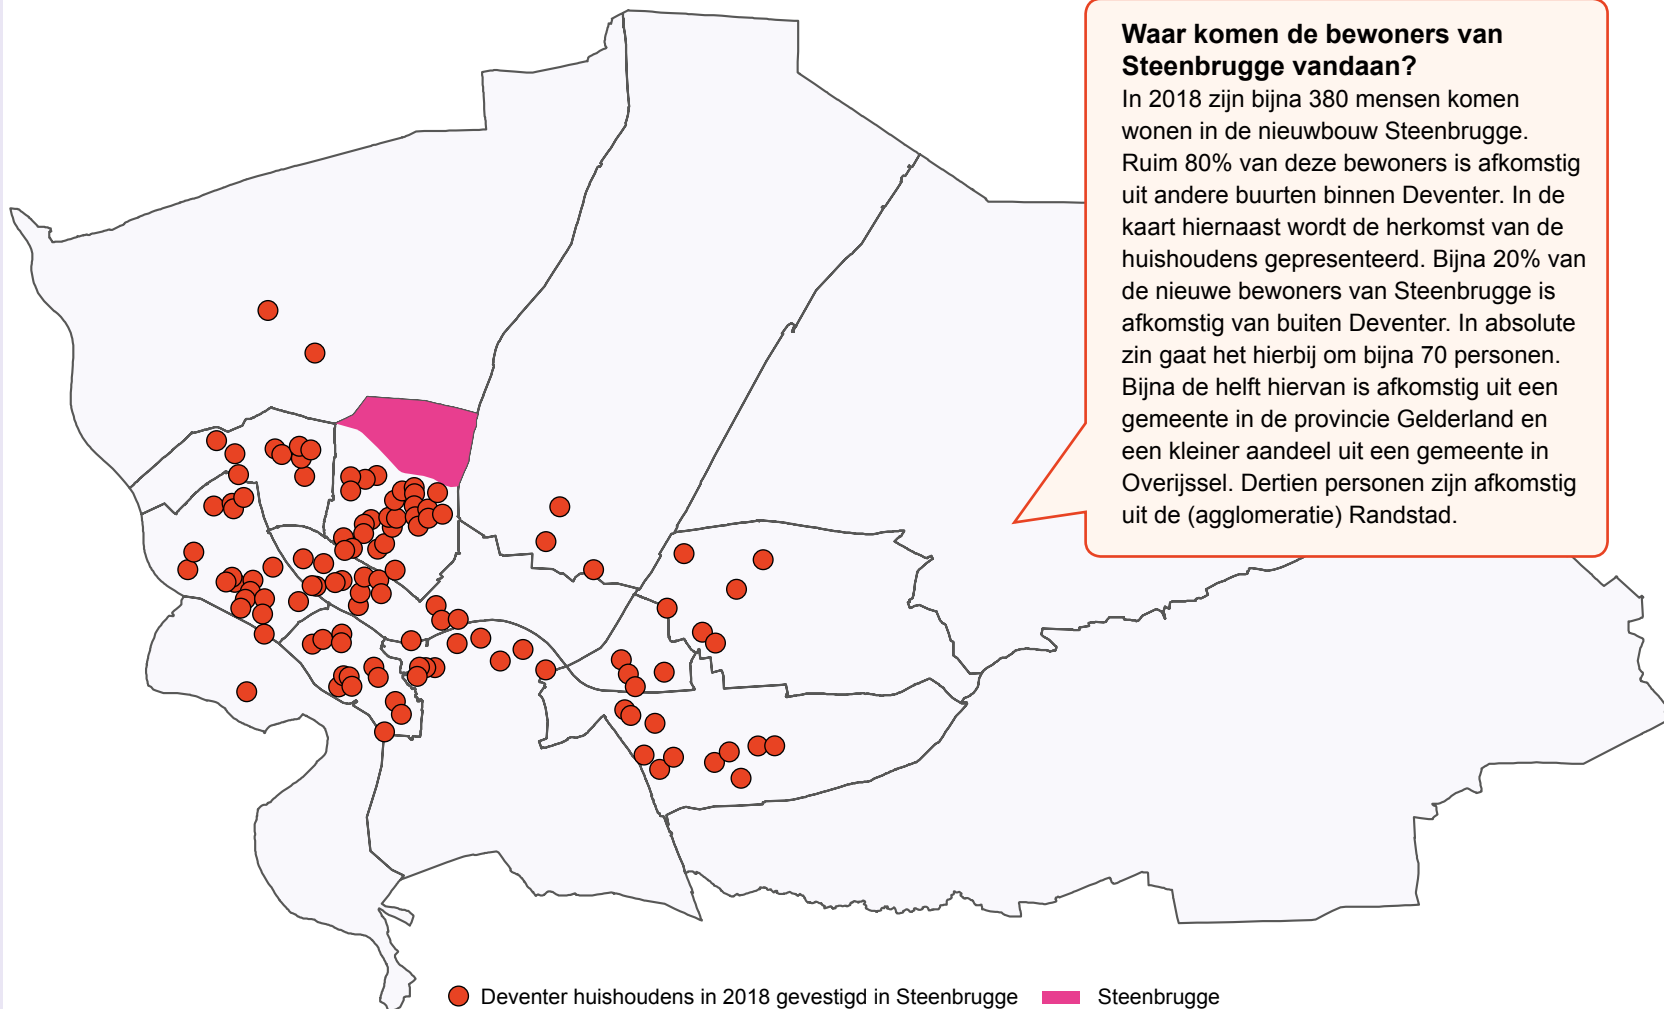 Waar komen de bewoners van
Steenbrugge vandaan?
In 2018 zijn bijna 380 mensen komen
wonen in de nieuwbouw Steenbrugge.
Ruim 80% van deze bewoners is afkomstig
uit andere buurten binnen Deventer. In de
kaart hiernaast wordt de herkomst van de
huishoudens gepresenteerd. Bijna 20% van
de nieuwe bewoners van Steenbrugge is
afkomstig van buiten Deventer. In absolute
zin gaat het hierbij om bijna 70 personen.
Bijna de helft hiervan is afkomstig uit een
gemeente in de provincie Gelderland en
een kleiner aandeel uit een gemeente in
Overijssel. Dertien personen zijn afkomstig
uit de (agglomeratie) Randstad.
Deventer huishoudens in 2018 gevestigd in Steenbrugge
Steenbrugge